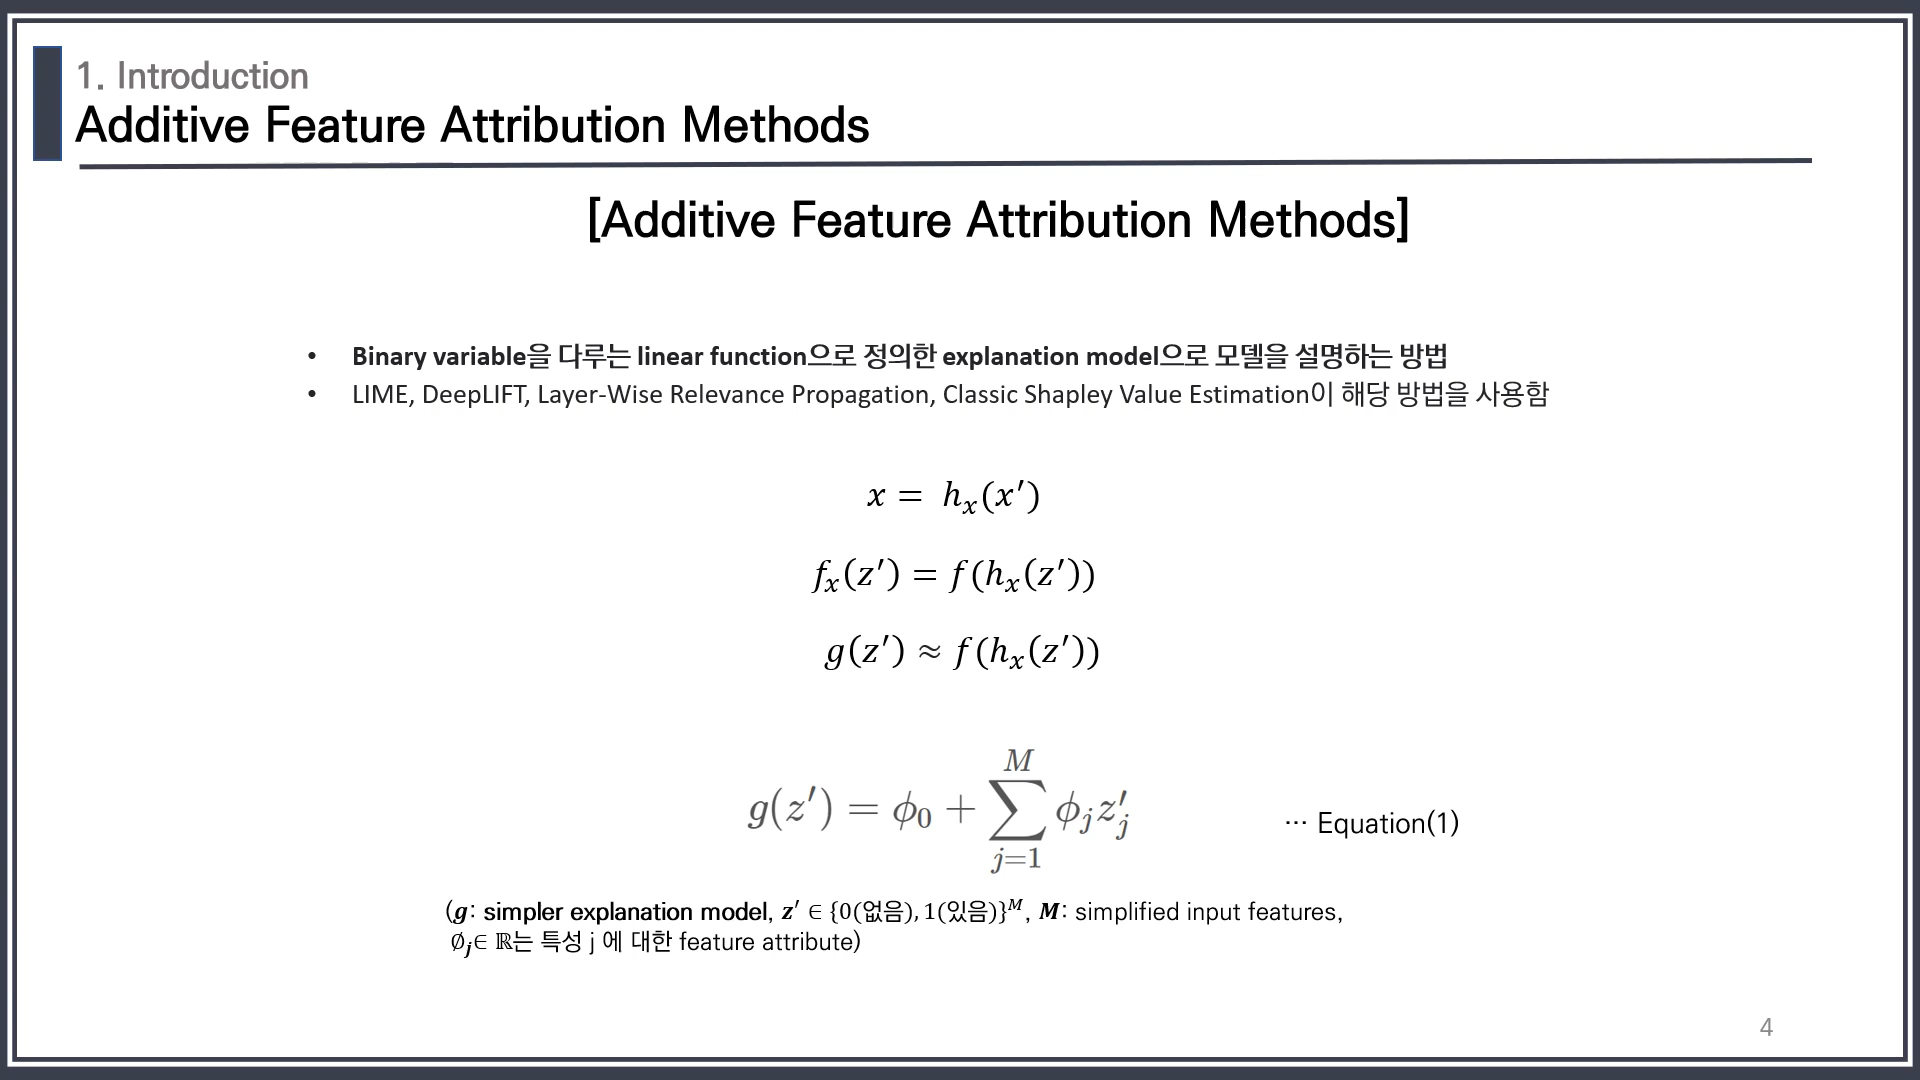 1. Introduction
Additive Feature Attribution Methods
[Additive Feature Attribution Methods]
• Binary variable을 다루는 linear function으로 정의한 explanation model으로 모델을 설명하는 방법
• LIME, DeepLIFT, Layer-Wise Relevance Propagation, Classic Shapley Value Estimation이 해당 방법을 사용함
x = h_x(x′)
f_x(z′) = f(h_x(z′))
g(z′) ≈ f(h_x(z′))
g(z′) = ϕ_0 + ∑_{j=1}^{M} ϕ_j z′_j ⋯ Equation(1)
(g: simpler explanation model, z′ ∈ {0(없음), 1(있음)}^M, M: simplified input features,
∅_j∈ ℝ는 특성 j 에 대한 feature attribute)
4